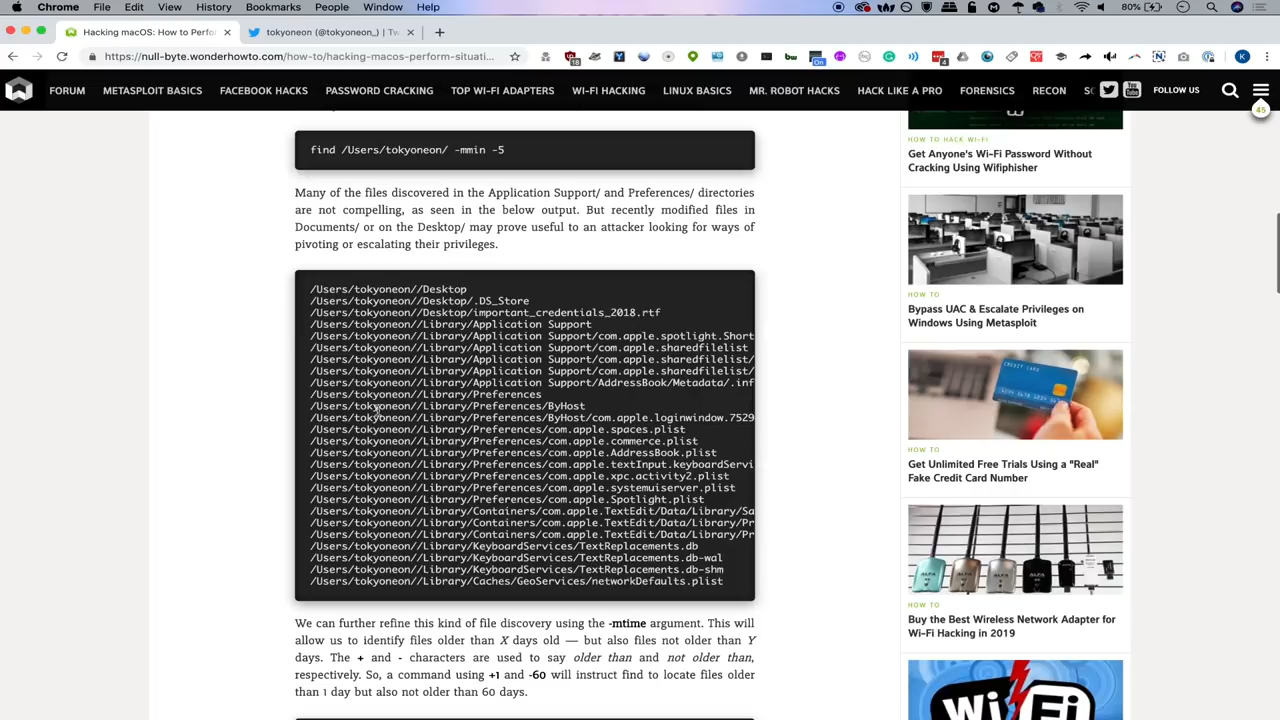 Chrome File Edit View History Bookmarks People Window Help
80%
Hacking macOS: How to Perfor
tokyoneon (@tokyoneon_) | Tw
https://null-byte.wonderhowto.com/how-to/hacking-macos-perform-situati...
18
On
4
K
FORUM METASPLOIT BASICS FACEBOOK HACKS PASSWORD CRACKING TOP WI-FI ADAPTERS WI-FI HACKING LINUX BASICS MR. ROBOT HACKS HACK LIKE A PRO FORENSICS RECON FOLLOW US
45
find /Users/tokyoneon/ -mmin -5
Many of the files discovered in the Application Support/ and Preferences/ directories
are not compelling, as seen in the below output. But recently modified files in
Documents/ or on the Desktop/ may prove useful to an attacker looking for ways of
pivoting or escalating their privileges.
/Users/tokyoneon//Desktop
/Users/tokyoneon//Desktop/.DS_Store
/Users/tokyoneon//Desktop/important_credentials_2018.rtf
/Users/tokyoneon//Library/Application Support
/Users/tokyoneon//Library/Application Support/com.apple.spotlight.Short
/Users/tokyoneon//Library/Application Support/com.apple.sharedfilelist
/Users/tokyoneon//Library/Application Support/com.apple.sharedfilelist/
/Users/tokyoneon//Library/Application Support/com.apple.sharedfilelist/
/Users/tokyoneon//Library/Application Support/AddressBook/Metadata/.inf
/Users/tokyoneon//Library/Preferences
/Users/tokyoneon//Library/Preferences/ByHost
/Users/tokyoneon//Library/Preferences/ByHost/com.apple.loginwindow.7529
/Users/tokyoneon//Library/Preferences/com.apple.spaces.plist
/Users/tokyoneon//Library/Preferences/com.apple.commerce.plist
/Users/tokyoneon//Library/Preferences/com.apple.AddressBook.plist
/Users/tokyoneon//Library/Preferences/com.apple.textInput.keyboardServi
/Users/tokyoneon//Library/Preferences/com.apple.xpc.activity2.plist
/Users/tokyoneon//Library/Preferences/com.apple.systemuiserver.plist
/Users/tokyoneon//Library/Preferences/com.apple.Spotlight.plist
/Users/tokyoneon//Library/Containers/com.apple.TextEdit/Data/Library/Sa
/Users/tokyoneon//Library/Containers/com.apple.TextEdit/Data/Library/Pr
/Users/tokyoneon//Library/Containers/com.apple.TextEdit/Data/Library/Pr
/Users/tokyoneon//Library/KeyboardServices/TextReplacements.db
/Users/tokyoneon//Library/KeyboardServices/TextReplacements.db-wal
/Users/tokyoneon//Library/KeyboardServices/TextReplacements.db-shm
/Users/tokyoneon//Library/Caches/GeoServices/networkDefaults.plist
We can further refine this kind of file discovery using the -mtime argument. This will
allow us to identify files older than X days old — but also files not older than Y
days. The + and - characters are used to say older than and not older than,
respectively. So, a command using +1 and -60 will instruct find to locate files older
than 1 day but also not older than 60 days.
HOW TO HACK WI-FI
Get Anyone's Wi-Fi Password Without
Cracking Using Wifiphisher
HOW TO
Bypass UAC & Escalate Privileges on
Windows Using Metasploit
CREDIT CARD
HOW TO
Get Unlimited Free Trials Using a "Real"
Fake Credit Card Number
HOW TO
Buy the Best Wireless Network Adapter for
Wi-Fi Hacking in 2019
Wi Fi